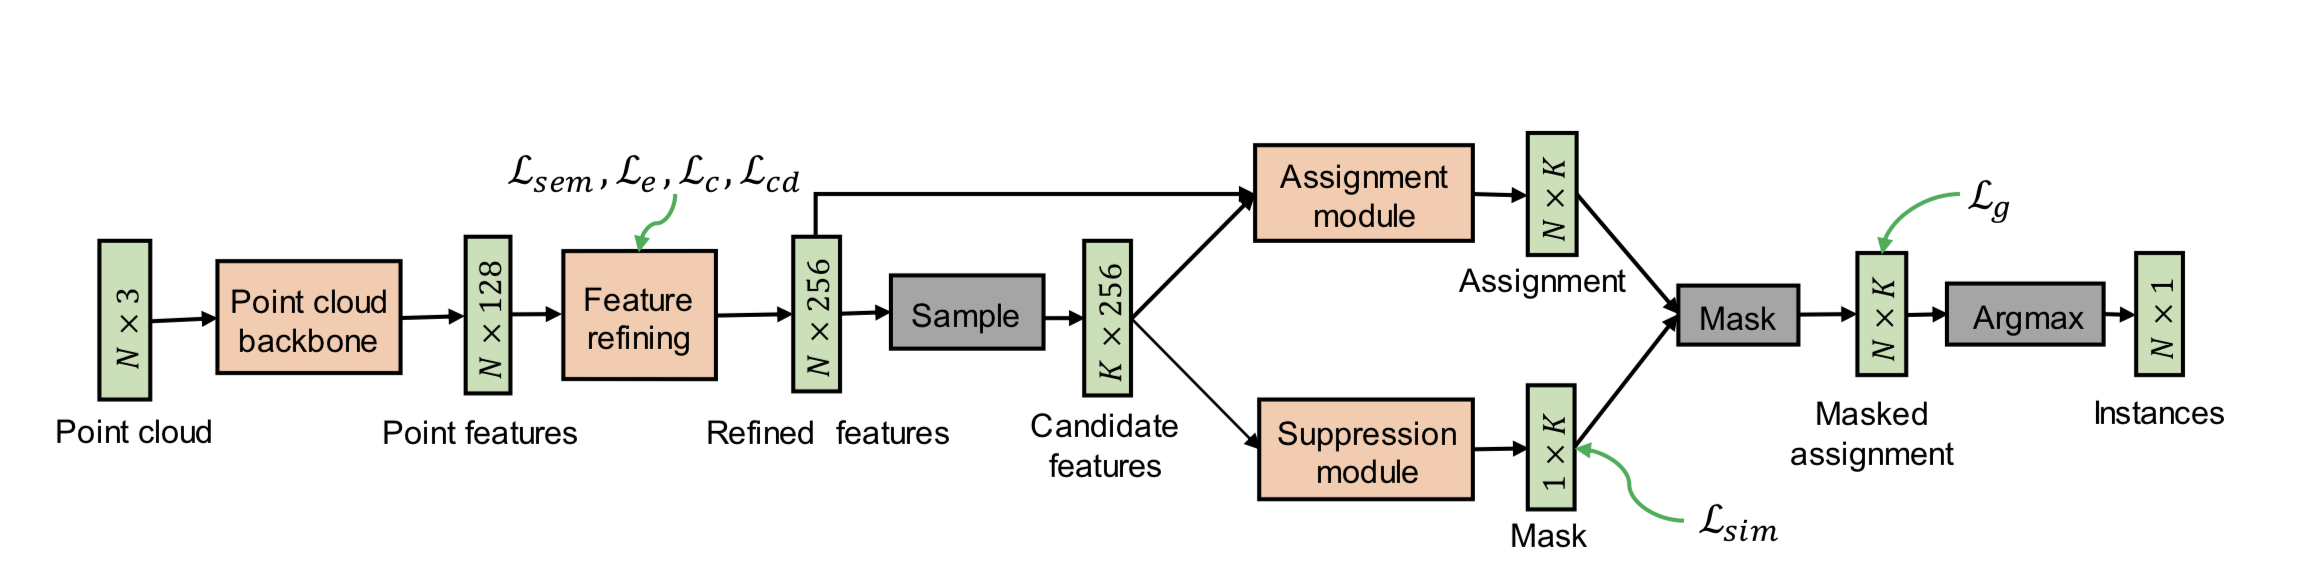 N × 3
Point cloud
Point cloud
backbone
N × 128
Point features
ℒsem, ℒe, ℒc, ℒcd
Feature
refining
N × 256
Refined features
Sample
K × 256
Candidate
features
Assignment
module
N × K
Assignment
Suppression
module
1 × K
Mask
ℒsim
Mask
N × K
ℒg
Masked
assignment
Argmax
N × 1
Instances